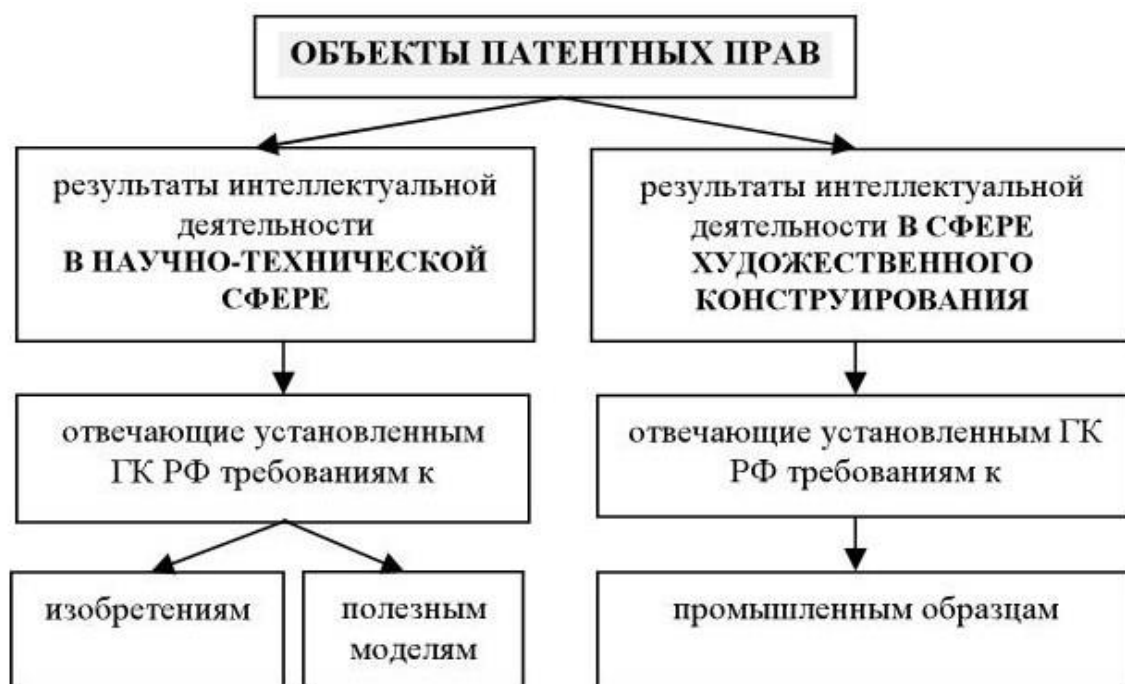 ОБЪЕКТЫ ПАТЕНТНЫХ ПРАВ
результаты интеллектуальной
деятельности
В НАУЧНО-ТЕХНИЧЕСКОЙ
СФЕРЕ
результаты интеллектуальной
деятельности В СФЕРЕ
ХУДОЖЕСТВЕННОГО
КОНСТРУИРОВАНИЯ
отвечающие установленным
ГК РФ требованиям к
отвечающие установленным ГК
РФ требованиям к
изобретениям
полезным
моделям
промышленным образцам